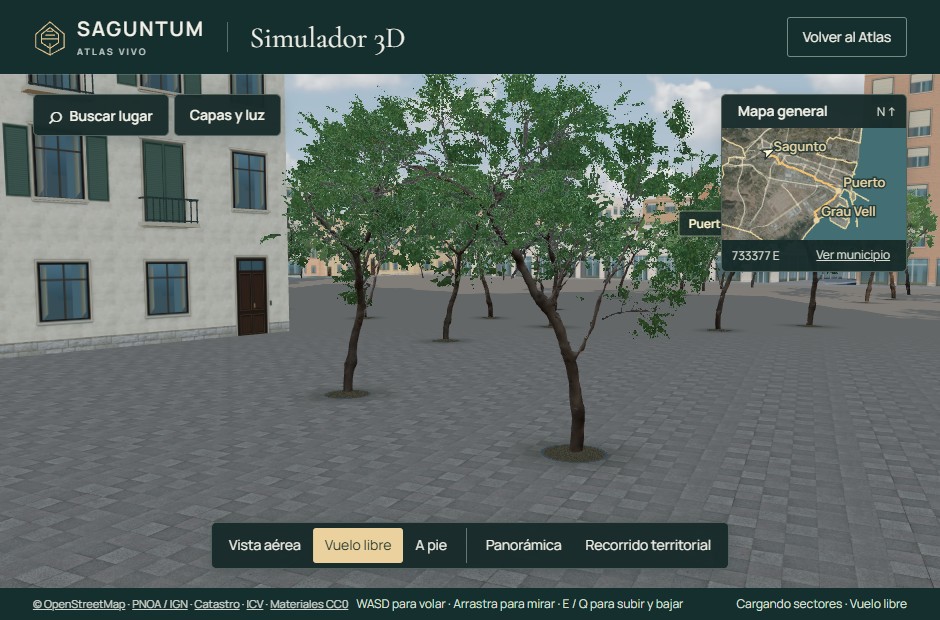 SAGUNTUM
ATLAS VIVO
Simulador 3D
Volver al Atlas
Buscar lugar
Capas y luz
Mapa general
N ↑
Sagunto
Puerto
Grau Vell
Puert
733377 E
Ver municipio
Vista aérea
Vuelo libre
A pie
Panorámica
Recorrido territorial
© OpenStreetMap · PNOA / IGN · Catastro · ICV · Materiales CC0
WASD para volar · Arrastra para mirar · E / Q para subir y bajar
Cargando sectores · Vuelo libre